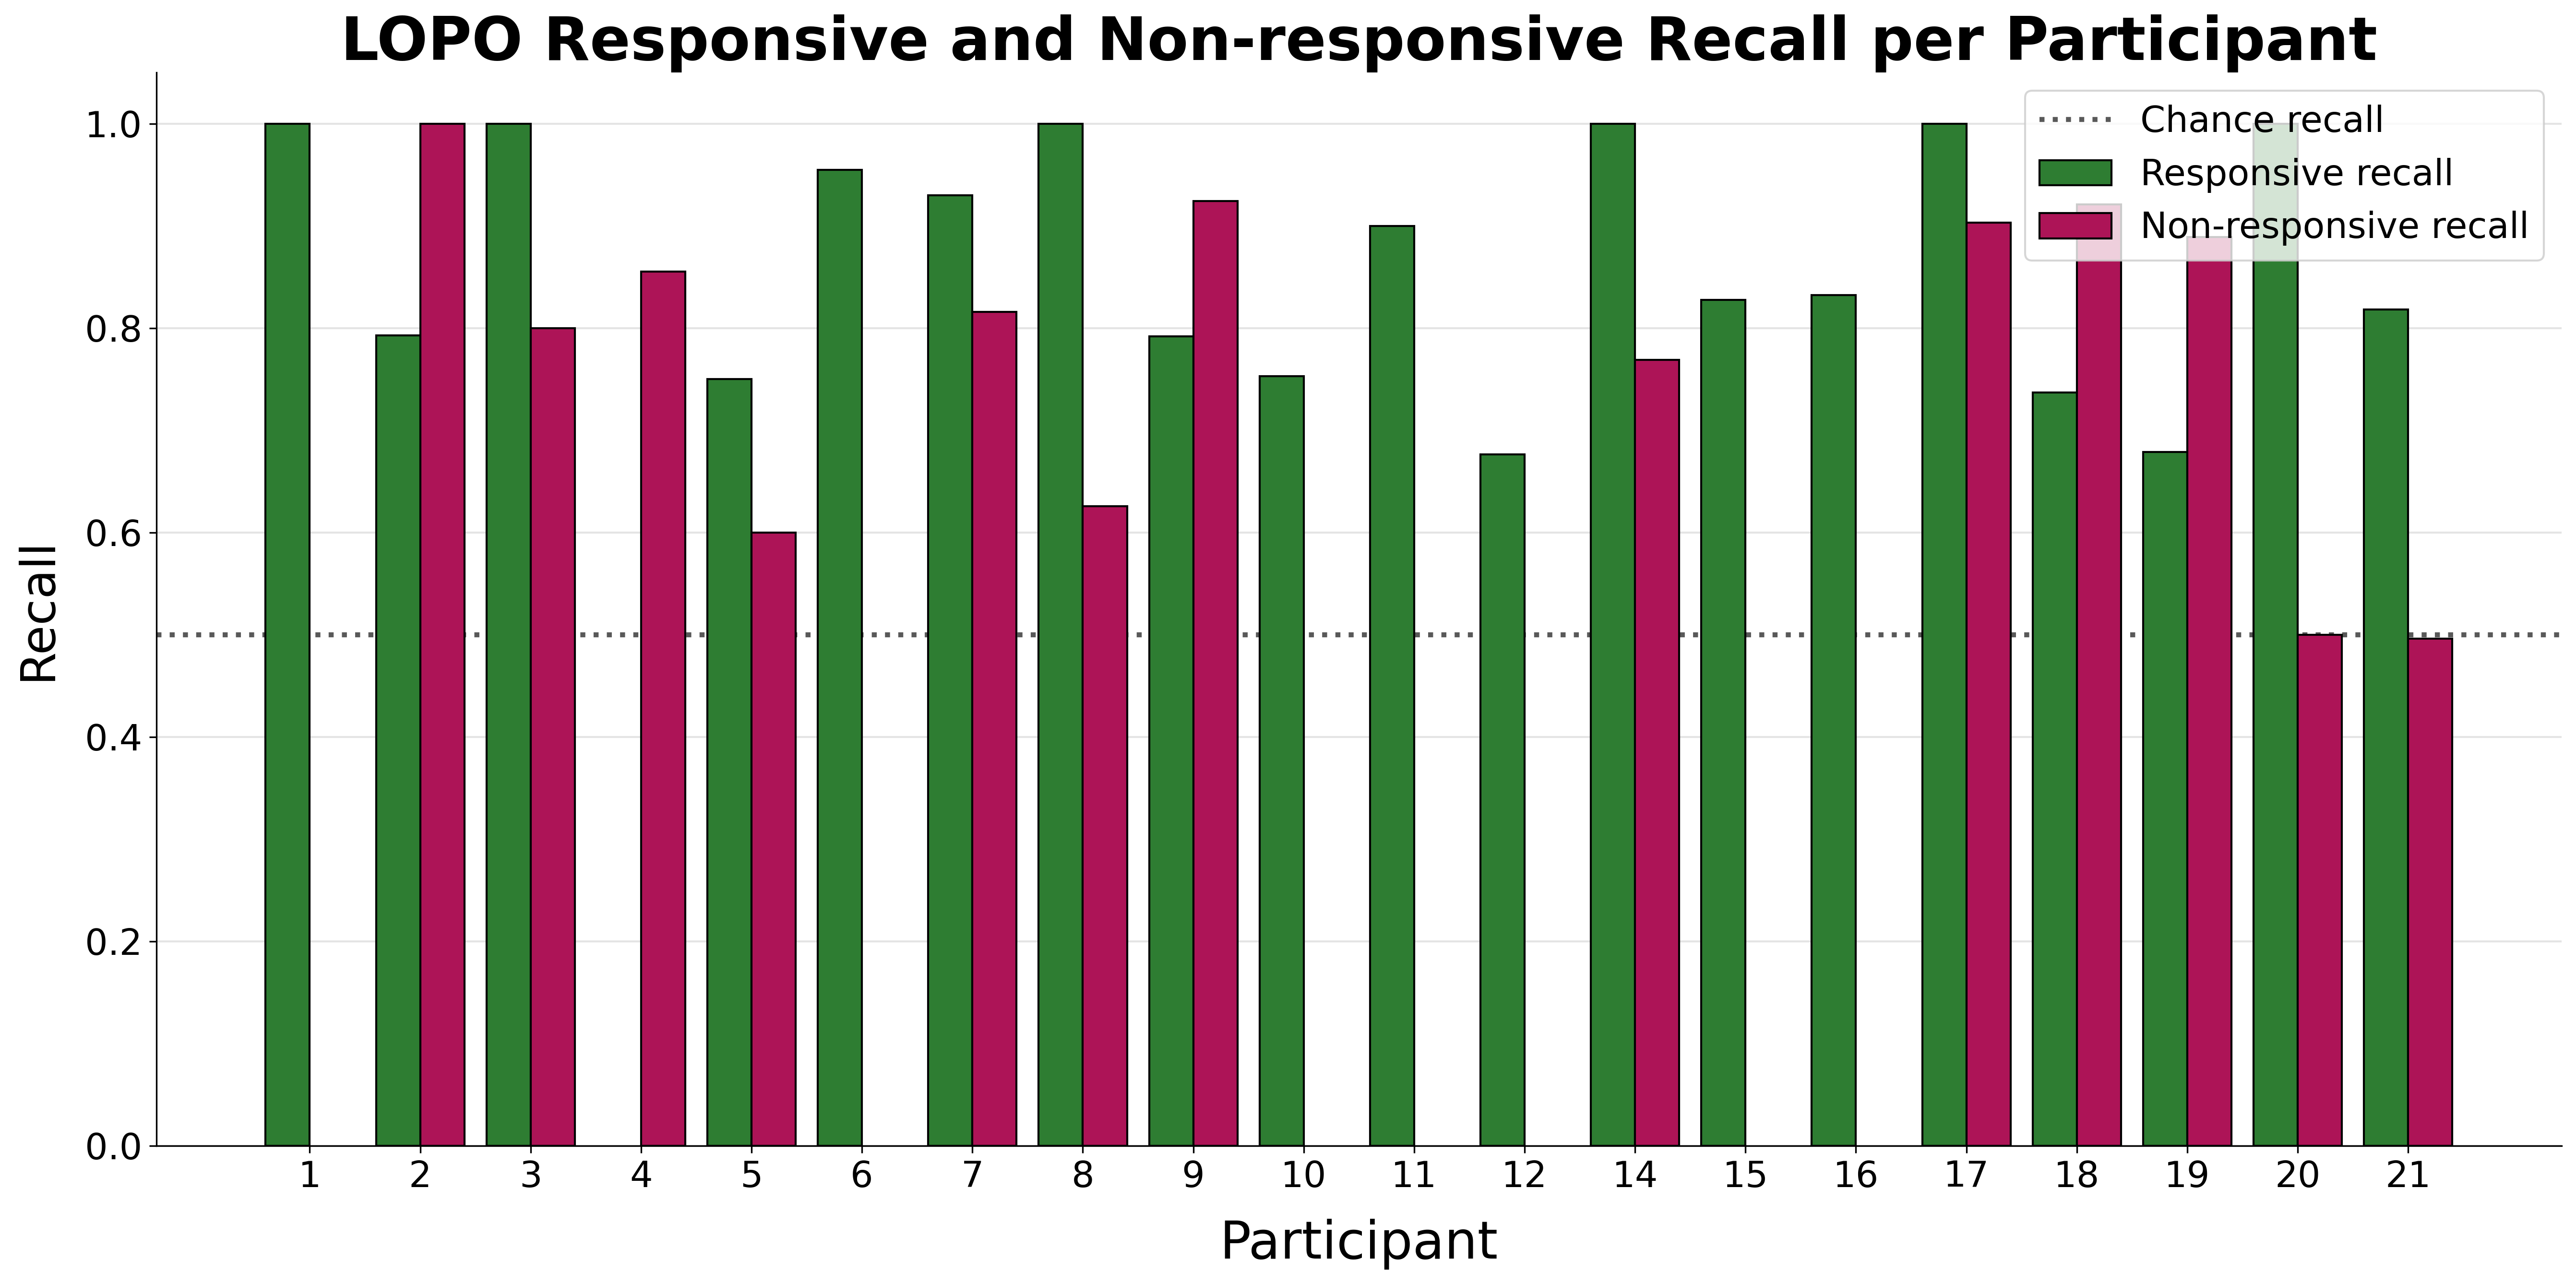 LOPO Responsive and Non-responsive Recall per Participant
Chance recall
Responsive recall
Non-responsive recall
1.0
0.8
0.6
0.4
0.2
0.0
Recall
1 2 3 4 5 6 7 8 9 10 11 12 14 15 16 17 18 19 20 21
Participant